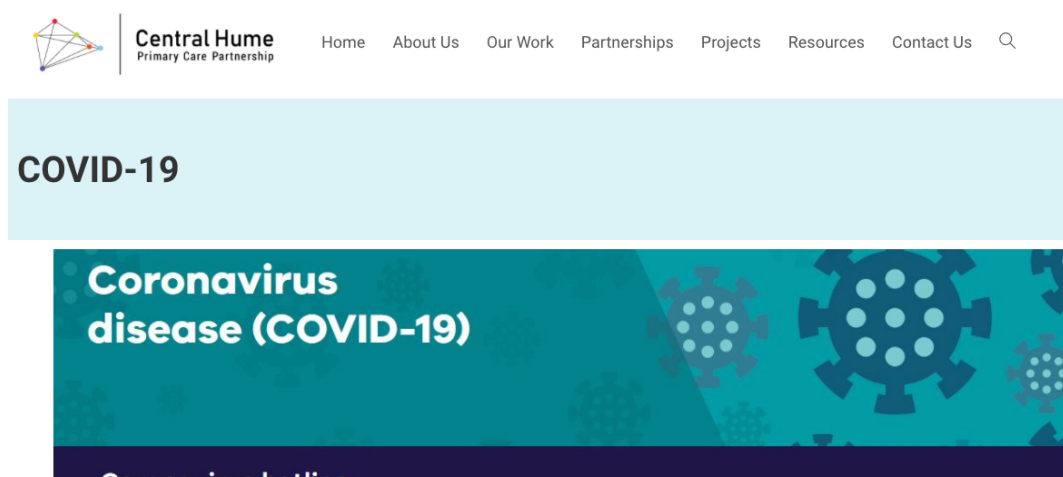 Central Hume
Primary Care Partnership
Home About Us Our Work Partnerships Projects Resources Contact Us
COVID-19
Coronavirus
disease (COVID-19)